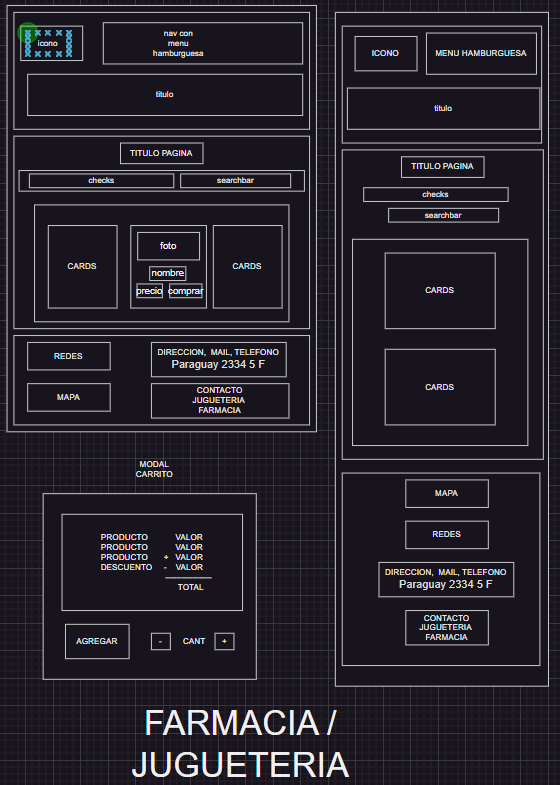 icono
nav con
menu
hamburguesa
titulo
TITULO PAGINA
checks
searchbar
CARDS
foto
nombre
precio
comprar
CARDS
REDES
DIRECCION, MAIL, TELEFONO
Paraguay 2334 5 F
MAPA
CONTACTO
JUGUETERIA
FARMACIA
MODAL
CARRITO
PRODUCTO VALOR
PRODUCTO VALOR
PRODUCTO + VALOR
DESCUENTO - VALOR
TOTAL
AGREGAR
-
CANT
+
ICONO
MENU HAMBURGUESA
titulo
TITULO PAGINA
checks
searchbar
CARDS
CARDS
MAPA
REDES
DIRECCION, MAIL, TELEFONO
Paraguay 2334 5 F
CONTACTO
JUGUETERIA
FARMACIA
FARMACIA /
JUGUETERIA